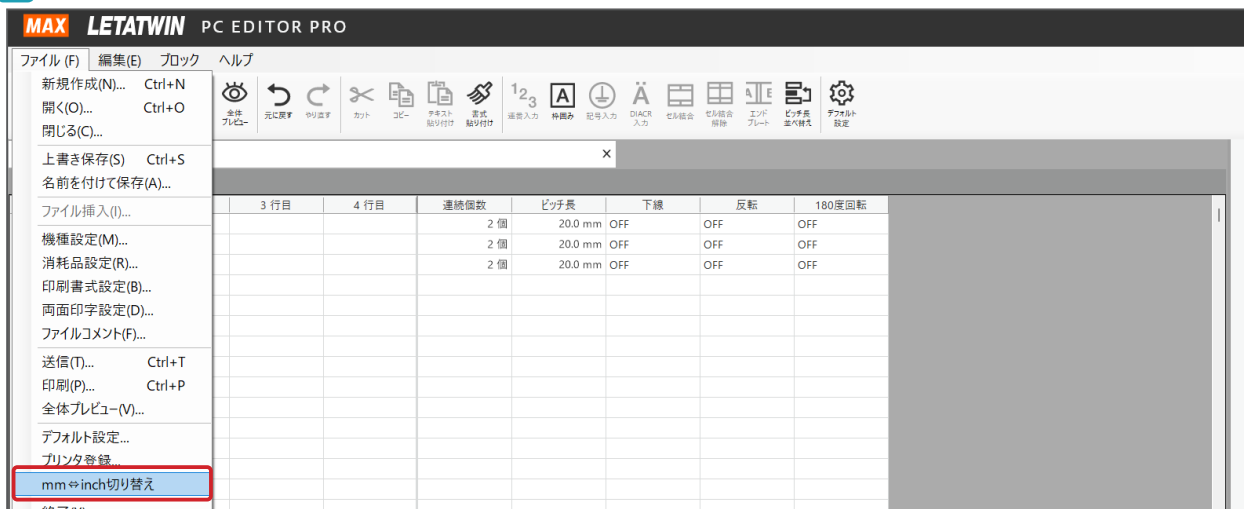 MAX LETATWIN PC EDITOR PRO
ファイル (F) 編集(E) ブロック ヘルプ
新規作成(N)... Ctrl+N
開く(O)... Ctrl+O
閉じる(C)...
上書き保存(S) Ctrl+S
名前を付けて保存(A)...
ファイル挿入(I)...
機種設定(M)...
消耗品設定(R)...
印刷書式設定(B)...
両面印字設定(D)...
ファイルコメント(F)...
送信(T)... Ctrl+T
印刷(P)... Ctrl+P
全体プレビュー(V)...
デフォルト設定...
プリンタ登録...
mm⇔inch切り替え
全体プレビュー
元に戻す
やり直す
カット
コピー
テキスト貼り付け
書式貼り付け
連番入力
枠囲み
記号入力
DIACR入力
セル結合
セル結合解除
エンドプレート
ピッチ長並べ替え
デフォルト設定
×
3 行目 4 行目 連続個数 ピッチ長 下線 反転 180度回転
2 個 20.0 mm OFF OFF OFF
2 個 20.0 mm OFF OFF OFF
2 個 20.0 mm OFF OFF OFF